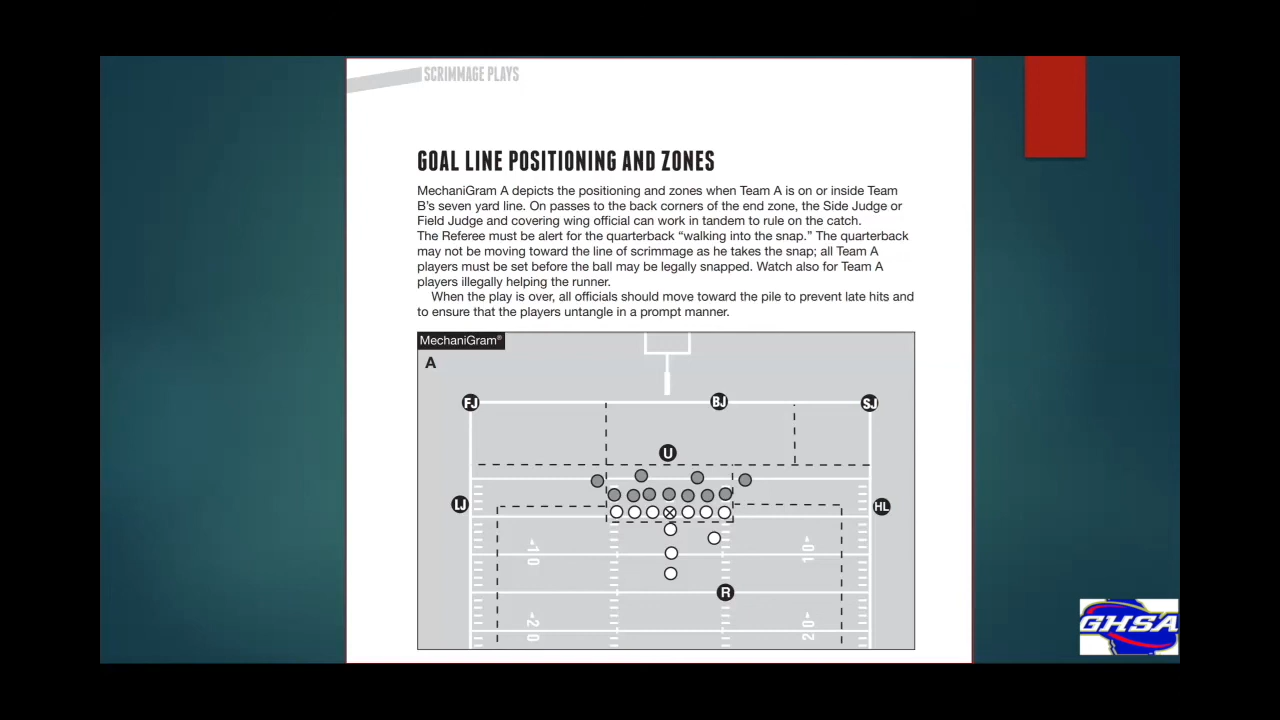 SCRIMMAGE PLAYS
GOAL LINE POSITIONING AND ZONES
MechaniGram A depicts the positioning and zones when Team A is on or inside Team
B's seven yard line. On passes to the back corners of the end zone, the Side Judge or
Field Judge and covering wing official can work in tandem to rule on the catch.
The Referee must be alert for the quarterback “walking into the snap.” The quarterback
may not be moving toward the line of scrimmage as he takes the snap; all Team A
players must be set before the ball may be legally snapped. Watch also for Team A
players illegally helping the runner.
When the play is over, all officials should move toward the pile to prevent late hits and
to ensure that the players untangle in a prompt manner.
MechaniGram®
A
FJ
BJ
SJ
U
LJ
HL
10
10
R
20
20
GHSA